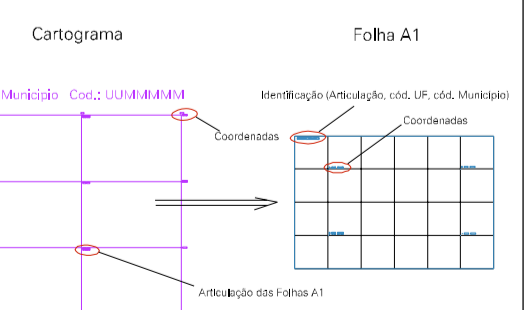 Cartograma
Folha A1
Municipio Cod.: UUMMMMM
Identificação (Articulação, cód. UF, cód. Município)
Coordenadas
Coordenadas
Articulação das Folhas A1